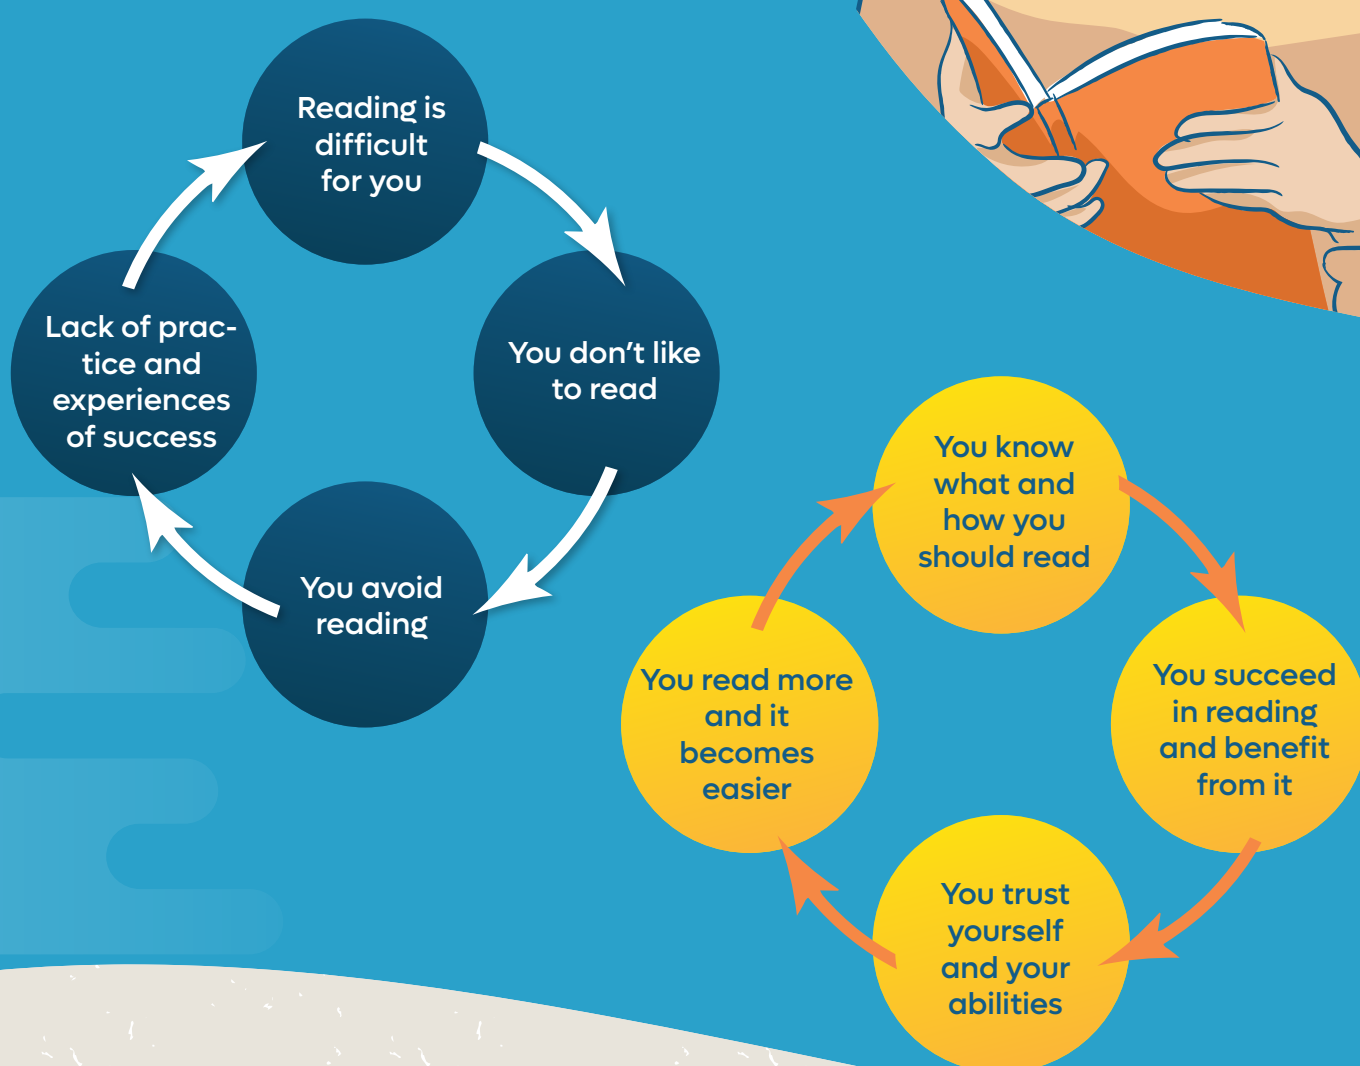 Reading is
difficult
for you
You don't like
to read
You avoid
reading
Lack of prac-
tice and
experiences
of success
You know
what and
how you
should read
You succeed
in reading
and benefit
from it
You trust
yourself
and your
abilities
You read more
and it
becomes
easier